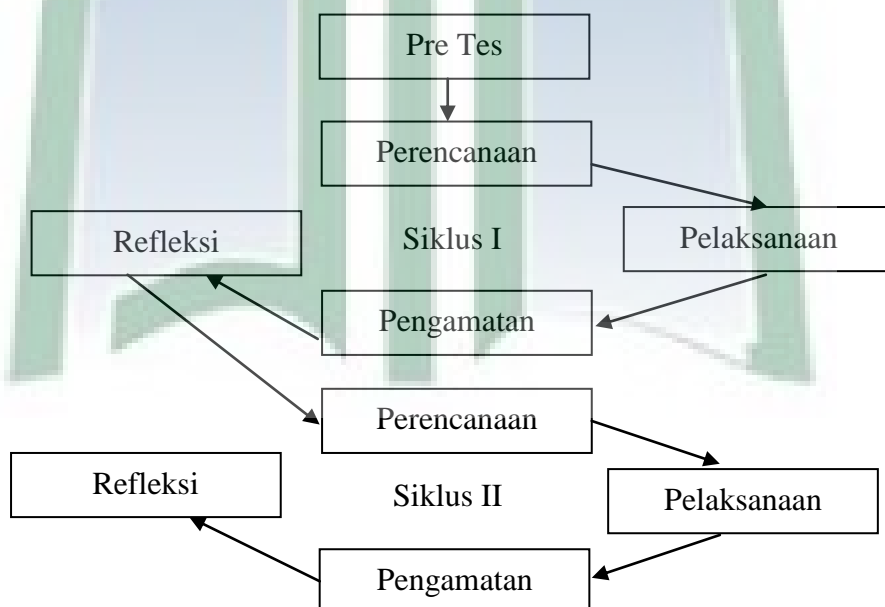 Pre Tes
Perencanaan
Refleksi
Siklus I
Pelaksanaan
Pengamatan
Perencanaan
Refleksi
Siklus II
Pelaksanaan
Pengamatan